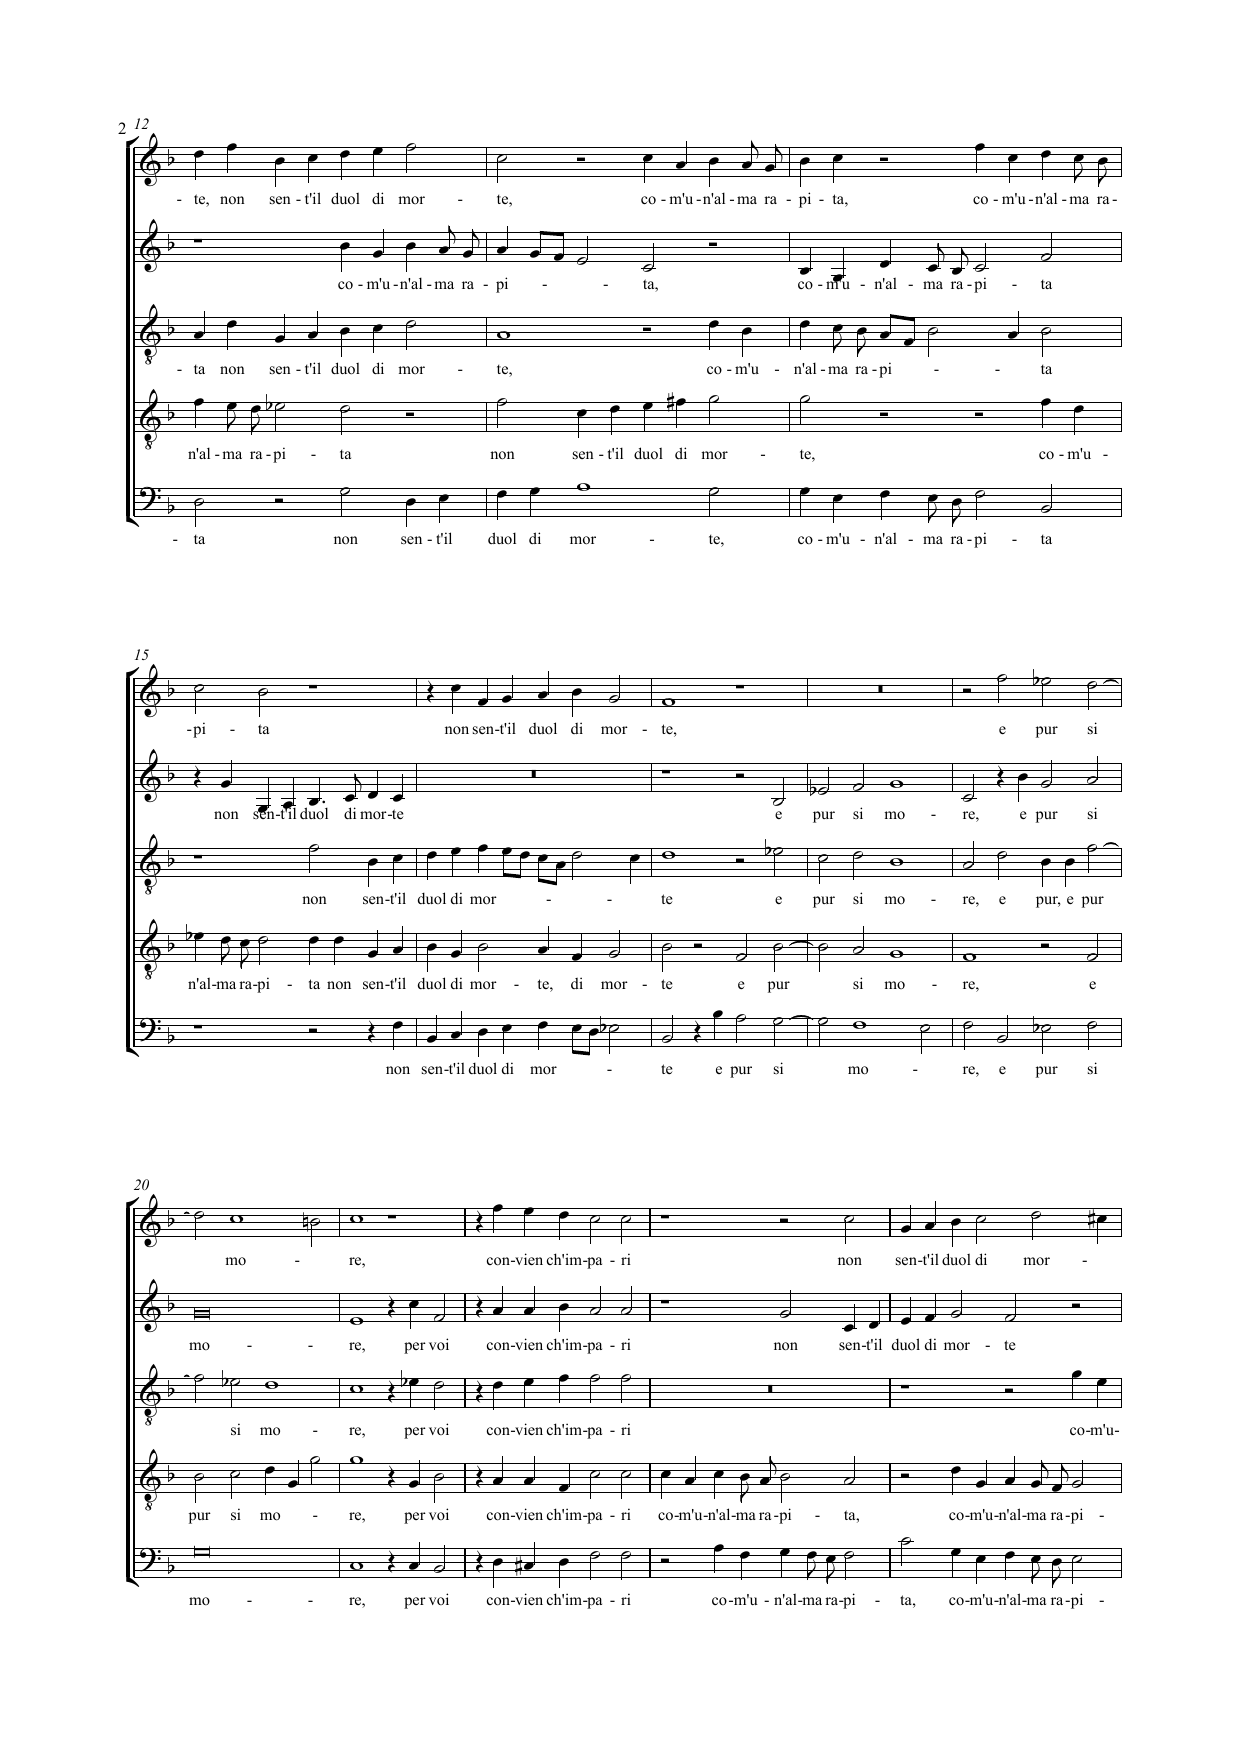 2 12
- te, non sen - t'il duol di mor - te, co - m'u - n'al - ma ra - pi - ta, co - m'u - n'al - ma ra -
co - m'u - n'al - ma ra - pi - - ta, co - m'u - n'al - ma ra - pi - ta
- ta non sen - t'il duol di mor - te, co - m'u - n'al - ma ra - pi - - ta
n'al - ma ra - pi - ta non sen - t'il duol di mor - te, co - m'u -
- ta non sen - t'il duol di mor - te, co - m'u - n'al - ma ra - pi - ta
15
-pi - ta non sen-t'il duol di mor - te, e pur si
non sen-t'il duol di mor-te e pur si mo - re, e pur si
non sen-t'il duol di mor - - - te e pur si mo - re, e pur, e pur
n'al-ma ra-pi - ta non sen-t'il duol di mor - te, di mor - te e pur si mo - re, e
non sen-t'il duol di mor - te e pur si mo - re, e pur si
20
mo - re, con-vien ch'im-pa - ri non sen-t'il duol di mor -
mo - - re, per voi con-vien ch'im-pa - ri non sen-t'il duol di mor - te
si mo - re, per voi con-vien ch'im-pa - ri co-m'u-
pur si mo - re, per voi con-vien ch'im-pa - ri co-m'u-n'al-ma ra-pi - ta, co-m'u-n'al-ma ra-pi -
mo - - re, per voi con-vien ch'im-pa - ri co-m'u - n'al-ma ra-pi - ta, co-m'u-n'al-ma ra-pi -